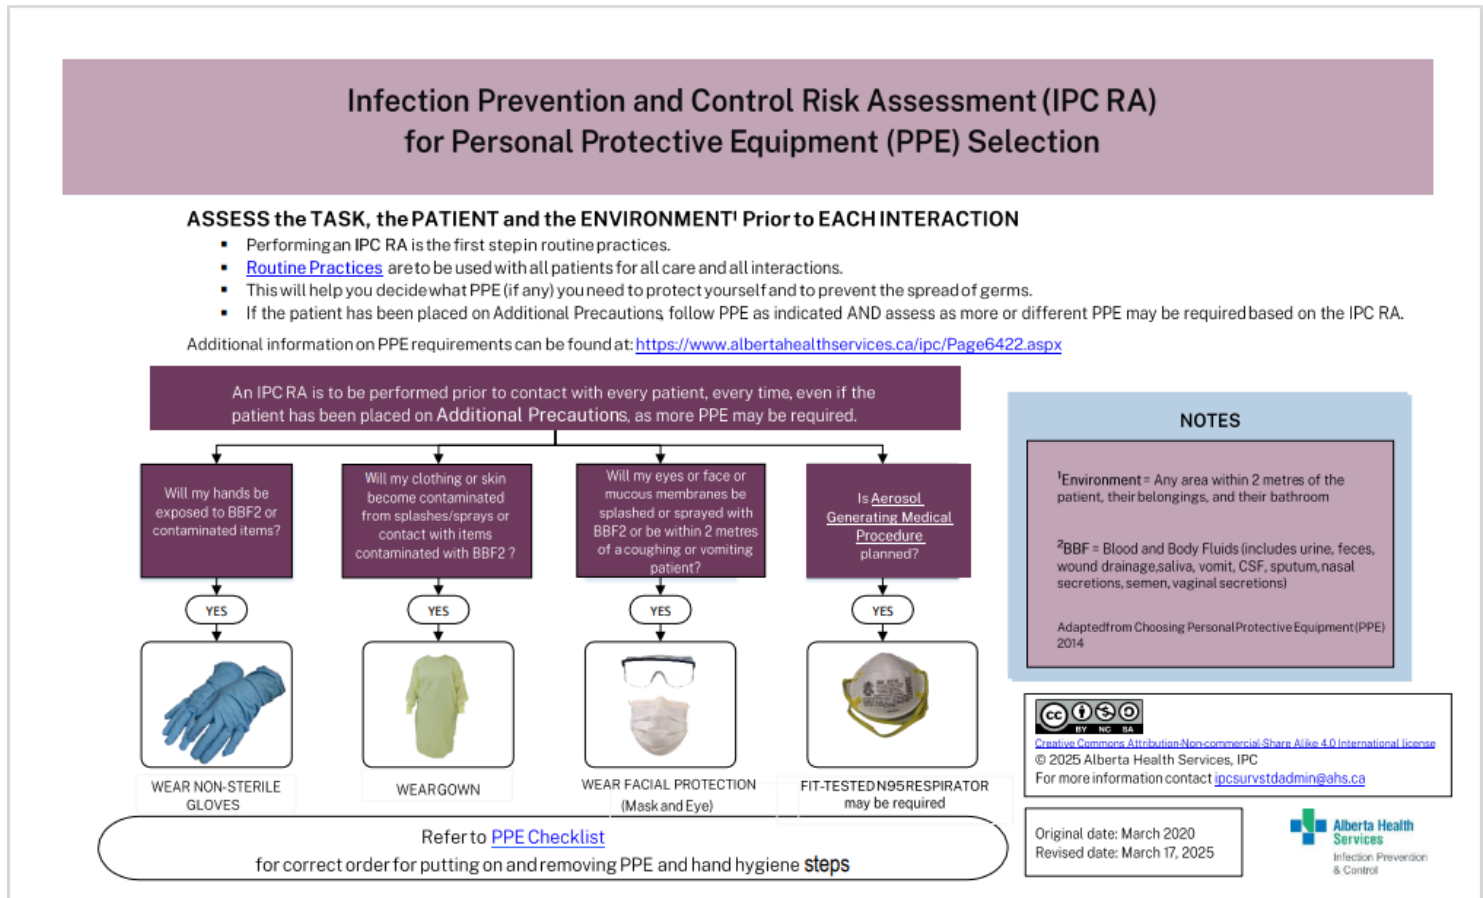 Infection Prevention and Control Risk Assessment (IPC RA)
for Personal Protective Equipment (PPE) Selection
ASSESS the TASK, the PATIENT and the ENVIRONMENT¹ Prior to EACH INTERACTION
▪ Performing an IPC RA is the first step in routine practices.
▪ Routine Practices are to be used with all patients for all care and all interactions.
▪ This will help you decide what PPE (if any) you need to protect yourself and to prevent the spread of germs.
▪ If the patient has been placed on Additional Precautions, follow PPE as indicated AND assess as more or different PPE may be required based on the IPC RA.
Additional information on PPE requirements can be found at: https://www.albertahealthservices.ca/ipc/Page6422.aspx
An IPC RA is to be performed prior to contact with every patient, every time, even if the
patient has been placed on Additional Precautions, as more PPE may be required.
Will my hands be
exposed to BBF2 or
contaminated items?
YES
WEAR NON-STERILE
GLOVES
Will my clothing or skin
become contaminated
from splashes/sprays or
contact with items
contaminated with BBF2 ?
YES
WEAR GOWN
Will my eyes or face or
mucous membranes be
splashed or sprayed with
BBF2 or be within 2 metres
of a coughing or vomiting
patient?
YES
WEAR FACIAL PROTECTION
(Mask and Eye)
Is Aerosol
Generating Medical
Procedure
planned?
YES
FIT-TESTED N95 RESPIRATOR
may be required
Refer to PPE Checklist
for correct order for putting on and removing PPE and hand hygiene steps
NOTES
¹Environment = Any area within 2 metres of the
patient, their belongings, and their bathroom
²BBF = Blood and Body Fluids (includes urine, feces,
wound drainage,saliva, vomit, CSF, sputum, nasal
secretions, semen, vaginal secretions)
Adapted from Choosing Personal Protective Equipment (PPE)
2014
cc
BY NC SA
Creative Commons Attribution-Non-commercial-Share Alike 4.0 International license
© 2025 Alberta Health Services, IPC
For more information contact ipcsurvstdadmin@ahs.ca
Original date: March 2020
Revised date: March 17, 2025
Alberta Health
Services
Infection Prevention
& Control